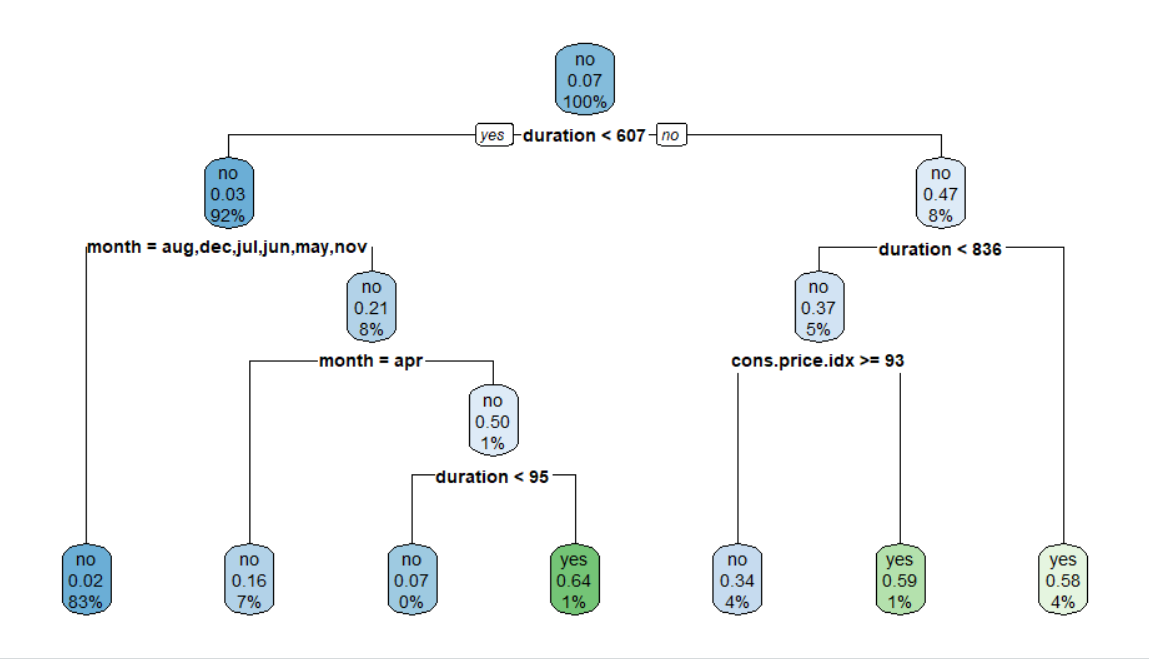 no
0.07
100%
yes duration < 607 no
no
0.03
92%
no
0.47
8%
month = aug,dec,jul,jun,may,nov
duration < 836
no
0.21
8%
no
0.37
5%
month = apr
cons.price.idx >= 93
no
0.50
1%
duration < 95
no
0.02
83%
no
0.16
7%
no
0.07
0%
yes
0.64
1%
no
0.34
4%
yes
0.59
1%
yes
0.58
4%